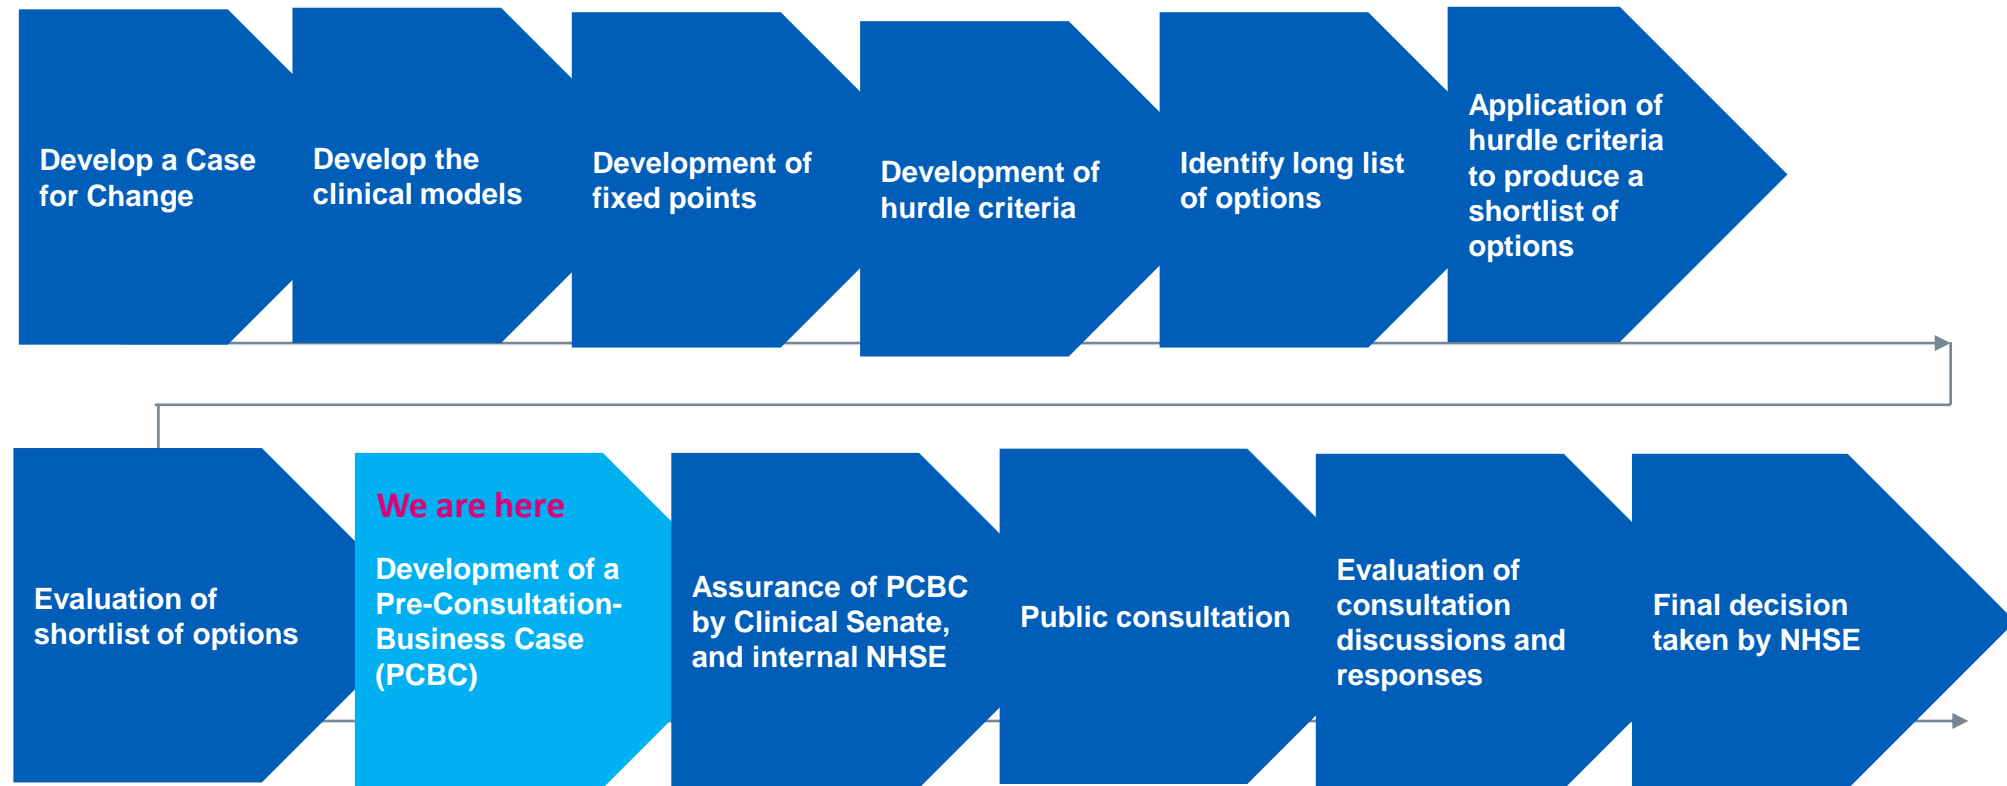 Develop a Case
for Change
Develop the
clinical models
Development of
fixed points
Development of
hurdle criteria
Identify long list
of options
Application of
hurdle criteria
to produce a
shortlist of
options
Evaluation of
shortlist of options
We are here
Development of a
Pre-Consultation-
Business Case
(PCBC)
Assurance of PCBC
by Clinical Senate,
and internal NHSE
Public consultation
Evaluation of
consultation
discussions and
responses
Final decision
taken by NHSE